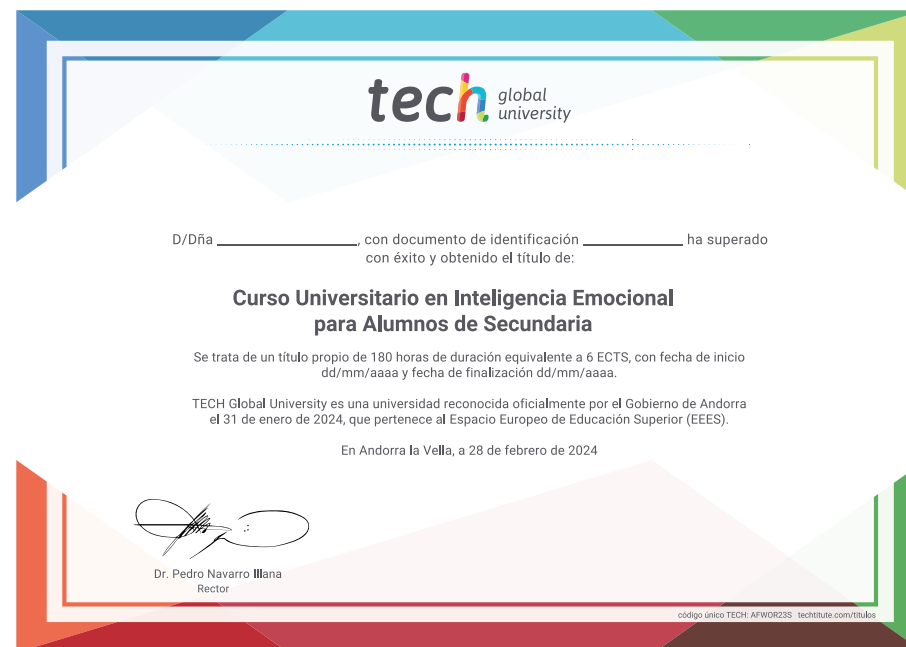 tech global university
D/Dña ____________________, con documento de identificación ______________ ha superado
con éxito y obtenido el título de:
Curso Universitario en Inteligencia Emocional
para Alumnos de Secundaria
Se trata de un título propio de 180 horas de duración equivalente a 6 ECTS, con fecha de inicio
dd/mm/aaaa y fecha de finalización dd/mm/aaaa.
TECH Global University es una universidad reconocida oficialmente por el Gobierno de Andorra
el 31 de enero de 2024, que pertenece al Espacio Europeo de Educación Superior (EEES).
En Andorra la Vella, a 28 de febrero de 2024
Dr. Pedro Navarro Illana
Rector
código único TECH: AFWOR23S techtitute.com/titulos